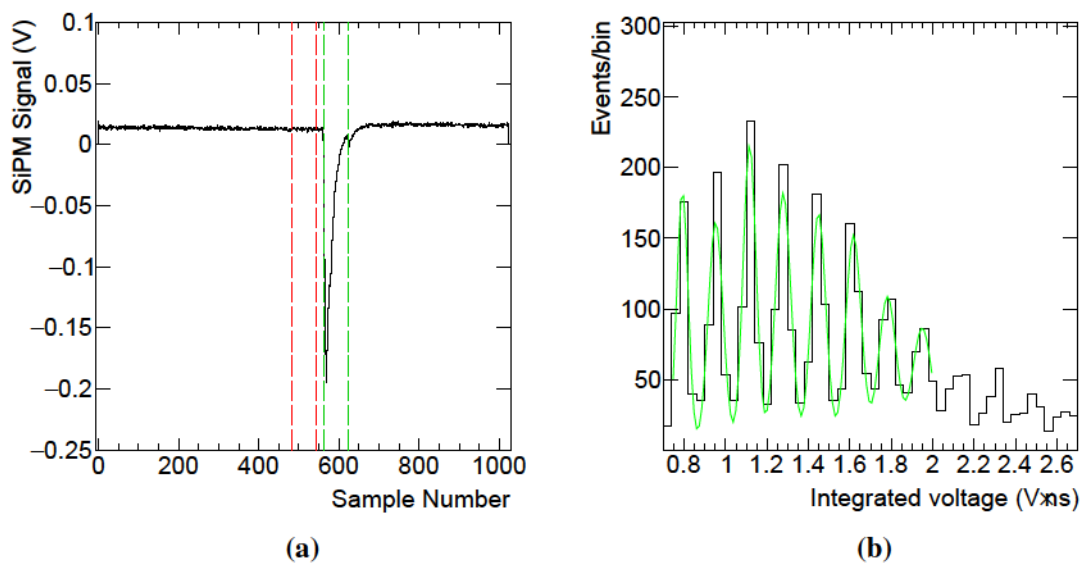 0.1
0.05
0
−0.05
−0.1
−0.15
−0.2
−0.25
SiPM Signal (V)
0 200 400 600 800 1000
Sample Number
(a)
300
250
200
150
100
50
Events/bin
0.8 1 1.2 1.4 1.6 1.8 2 2.2 2.4 2.6
Integrated voltage (V×ns)
(b)